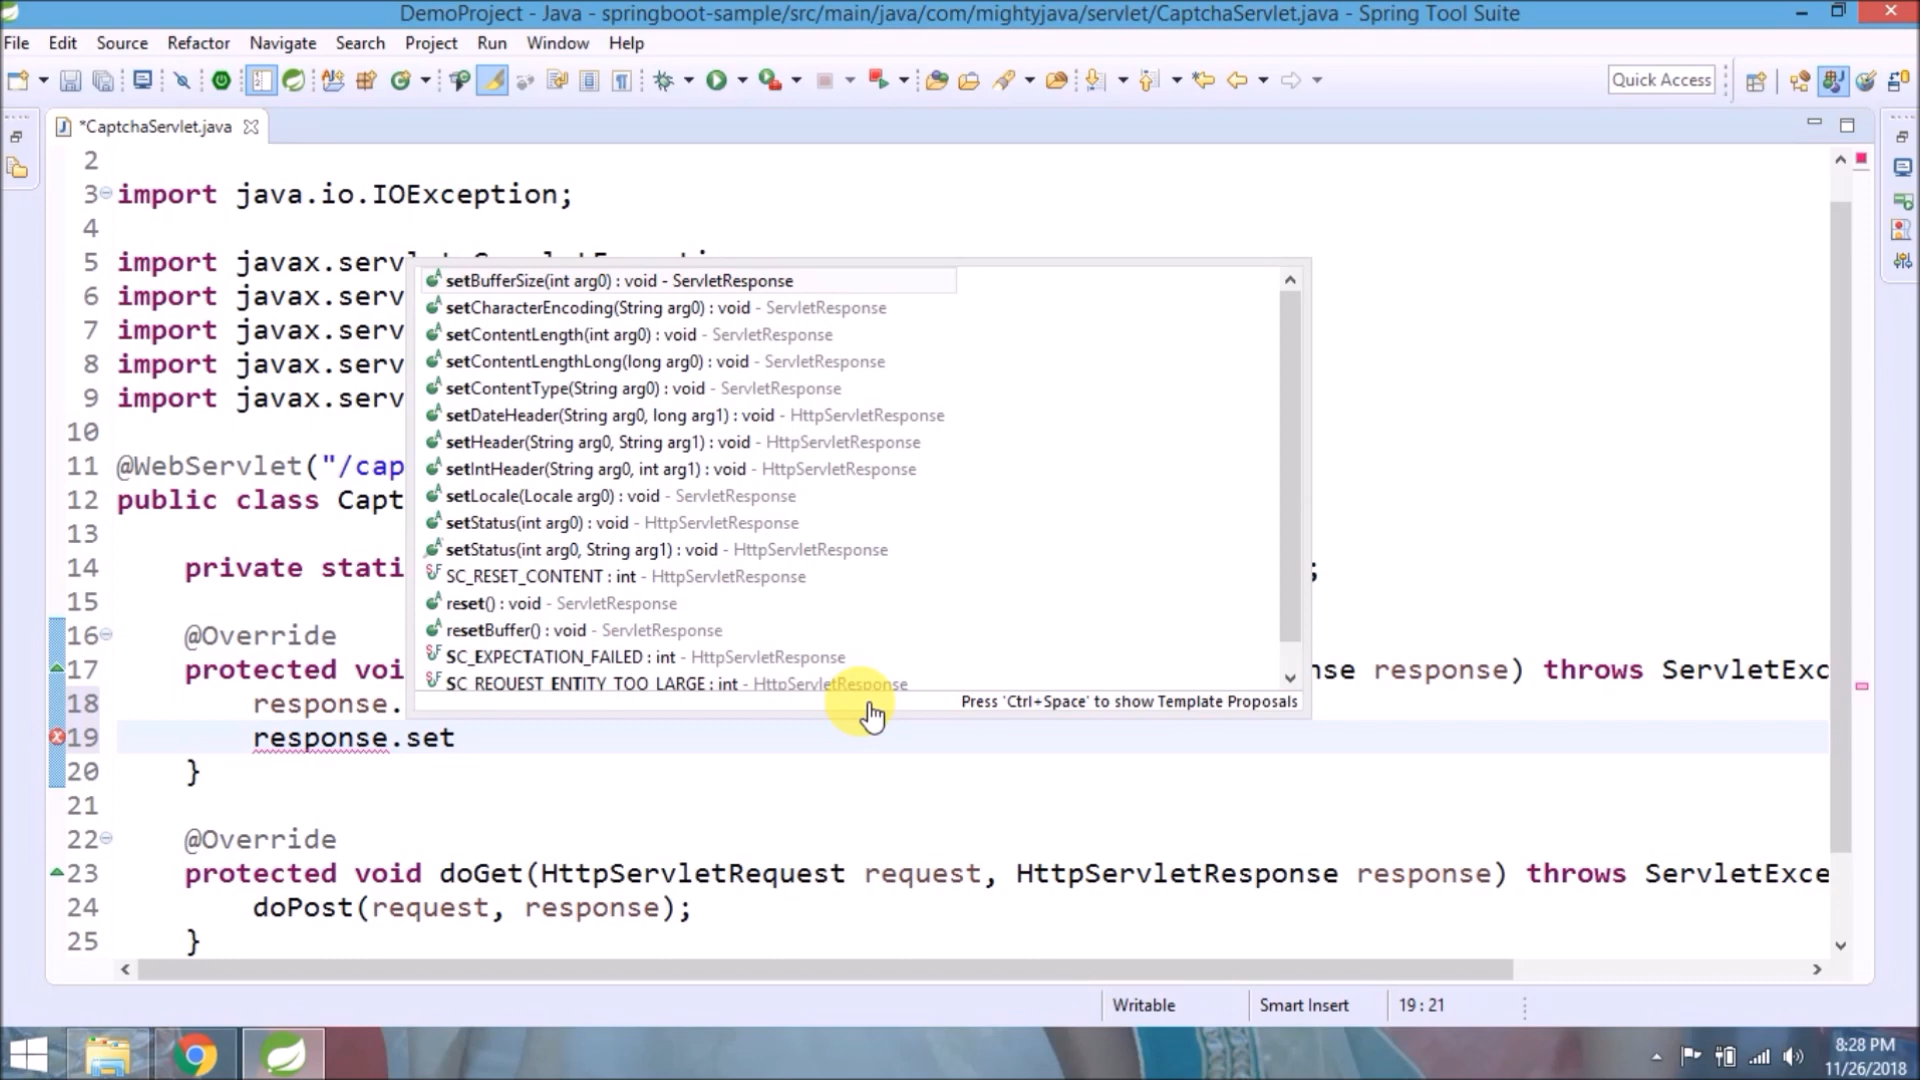 DemoProject - Java - springboot-sample/src/main/java/com/mightyjava/servlet/CaptchaServlet.java - Spring Tool Suite
File Edit Source Refactor Navigate Search Project Run Window Help
Quick Access
*CaptchaServlet.java
2
3 import java.io.IOException;
4
5 import javax.servlet.ServletException;
6 import javax.serv
7 import javax.serv
8 import javax.serv
9 import javax.serv
10
11 @WebServlet("/cap
12 public class Capt
13
14 private stati ;
15
16 @Override
17 protected voi nse response) throws ServletExc
18 response.
19 response.set
20 }
21
22 @Override
23 protected void doGet(HttpServletRequest request, HttpServletResponse response) throws ServletExce
24 doPost(request, response);
25 }
setBufferSize(int arg0) : void - ServletResponse
setCharacterEncoding(String arg0) : void - ServletResponse
setContentLength(int arg0) : void - ServletResponse
setContentLengthLong(long arg0) : void - ServletResponse
setContentType(String arg0) : void - ServletResponse
setDateHeader(String arg0, long arg1) : void - HttpServletResponse
setHeader(String arg0, String arg1) : void - HttpServletResponse
setIntHeader(String arg0, int arg1) : void - HttpServletResponse
setLocale(Locale arg0) : void - ServletResponse
setStatus(int arg0) : void - HttpServletResponse
setStatus(int arg0, String arg1) : void - HttpServletResponse
SC_RESET_CONTENT : int - HttpServletResponse
reset() : void - ServletResponse
resetBuffer() : void - ServletResponse
SC_EXPECTATION_FAILED : int - HttpServletResponse
SC_REQUEST_ENTITY_TOO_LARGE : int - HttpServletResponse
Press 'Ctrl+Space' to show Template Proposals
Writable Smart Insert 19 : 21
8:28 PM
11/26/2018